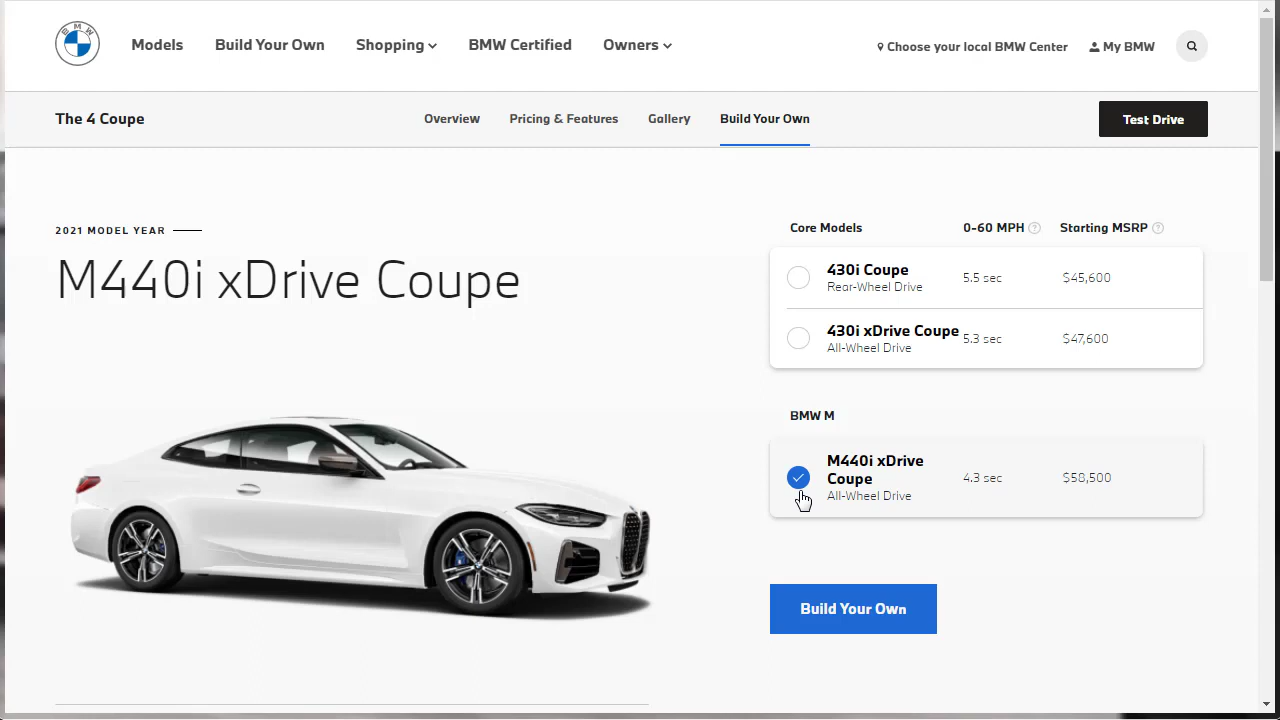 BMW
Models
Build Your Own
Shopping
BMW Certified
Owners
Choose your local BMW Center
My BMW
The 4 Coupe
Overview
Pricing & Features
Gallery
Build Your Own
Test Drive
2021 MODEL YEAR
M440i xDrive Coupe
Core Models
0-60 MPH ?
Starting MSRP ?
430i Coupe
Rear-Wheel Drive
5.5 sec
$45,600
430i xDrive Coupe
All-Wheel Drive
5.3 sec
$47,600
BMW M
M440i xDrive
Coupe
All-Wheel Drive
4.3 sec
$58,500
Build Your Own